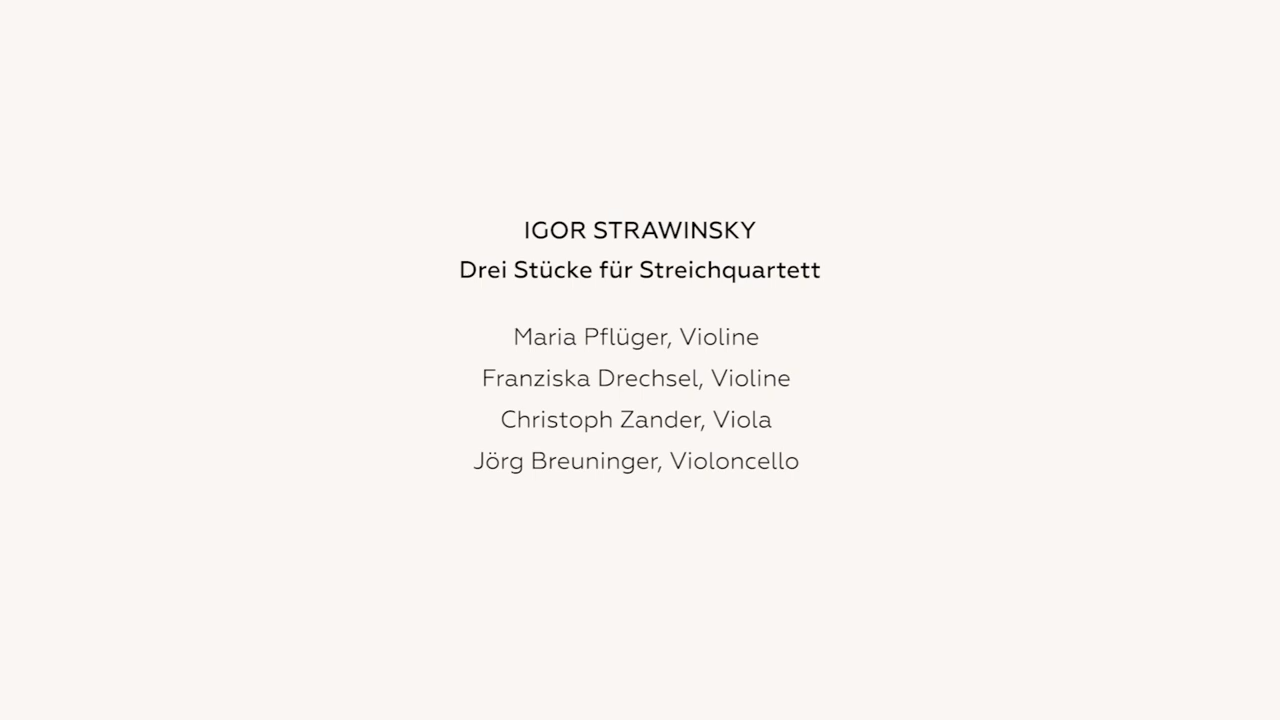 IGOR STRAWINSKY
Drei Stücke für Streichquartett
Maria Pflüger, Violine
Franziska Drechsel, Violine
Christoph Zander, Viola
Jörg Breuninger, Violoncello